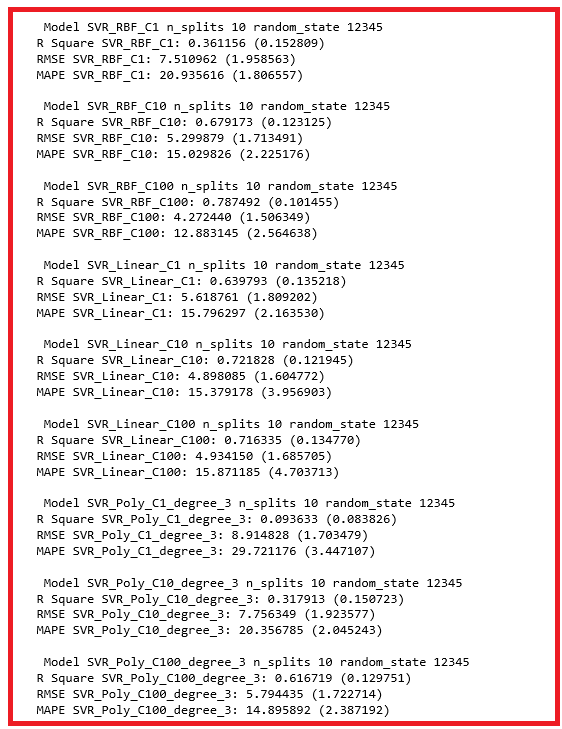 Model SVR_RBF_C1 n_splits 10 random_state 12345
R Square SVR_RBF_C1: 0.361156 (0.152809)
RMSE SVR_RBF_C1: 7.510962 (1.958563)
MAPE SVR_RBF_C1: 20.935616 (1.806557)
Model SVR_RBF_C10 n_splits 10 random_state 12345
R Square SVR_RBF_C10: 0.679173 (0.123125)
RMSE SVR_RBF_C10: 5.299879 (1.713491)
MAPE SVR_RBF_C10: 15.029826 (2.225176)
Model SVR_RBF_C100 n_splits 10 random_state 12345
R Square SVR_RBF_C100: 0.787492 (0.101455)
RMSE SVR_RBF_C100: 4.272440 (1.506349)
MAPE SVR_RBF_C100: 12.883145 (2.564638)
Model SVR_Linear_C1 n_splits 10 random_state 12345
R Square SVR_Linear_C1: 0.639793 (0.135218)
RMSE SVR_Linear_C1: 5.618761 (1.809202)
MAPE SVR_Linear_C1: 15.796297 (2.163530)
Model SVR_Linear_C10 n_splits 10 random_state 12345
R Square SVR_Linear_C10: 0.721828 (0.121945)
RMSE SVR_Linear_C10: 4.898085 (1.604772)
MAPE SVR_Linear_C10: 15.379178 (3.956903)
Model SVR_Linear_C100 n_splits 10 random_state 12345
R Square SVR_Linear_C100: 0.716335 (0.134770)
RMSE SVR_Linear_C100: 4.934150 (1.685705)
MAPE SVR_Linear_C100: 15.871185 (4.703713)
Model SVR_Poly_C1_degree_3 n_splits 10 random_state 12345
R Square SVR_Poly_C1_degree_3: 0.093633 (0.083826)
RMSE SVR_Poly_C1_degree_3: 8.914828 (1.703479)
MAPE SVR_Poly_C1_degree_3: 29.721176 (3.447107)
Model SVR_Poly_C10_degree_3 n_splits 10 random_state 12345
R Square SVR_Poly_C10_degree_3: 0.317913 (0.150723)
RMSE SVR_Poly_C10_degree_3: 7.756349 (1.923577)
MAPE SVR_Poly_C10_degree_3: 20.356785 (2.045243)
Model SVR_Poly_C100_degree_3 n_splits 10 random_state 12345
R Square SVR_Poly_C100_degree_3: 0.616719 (0.129751)
RMSE SVR_Poly_C100_degree_3: 5.794435 (1.722714)
MAPE SVR_Poly_C100_degree_3: 14.895892 (2.387192)